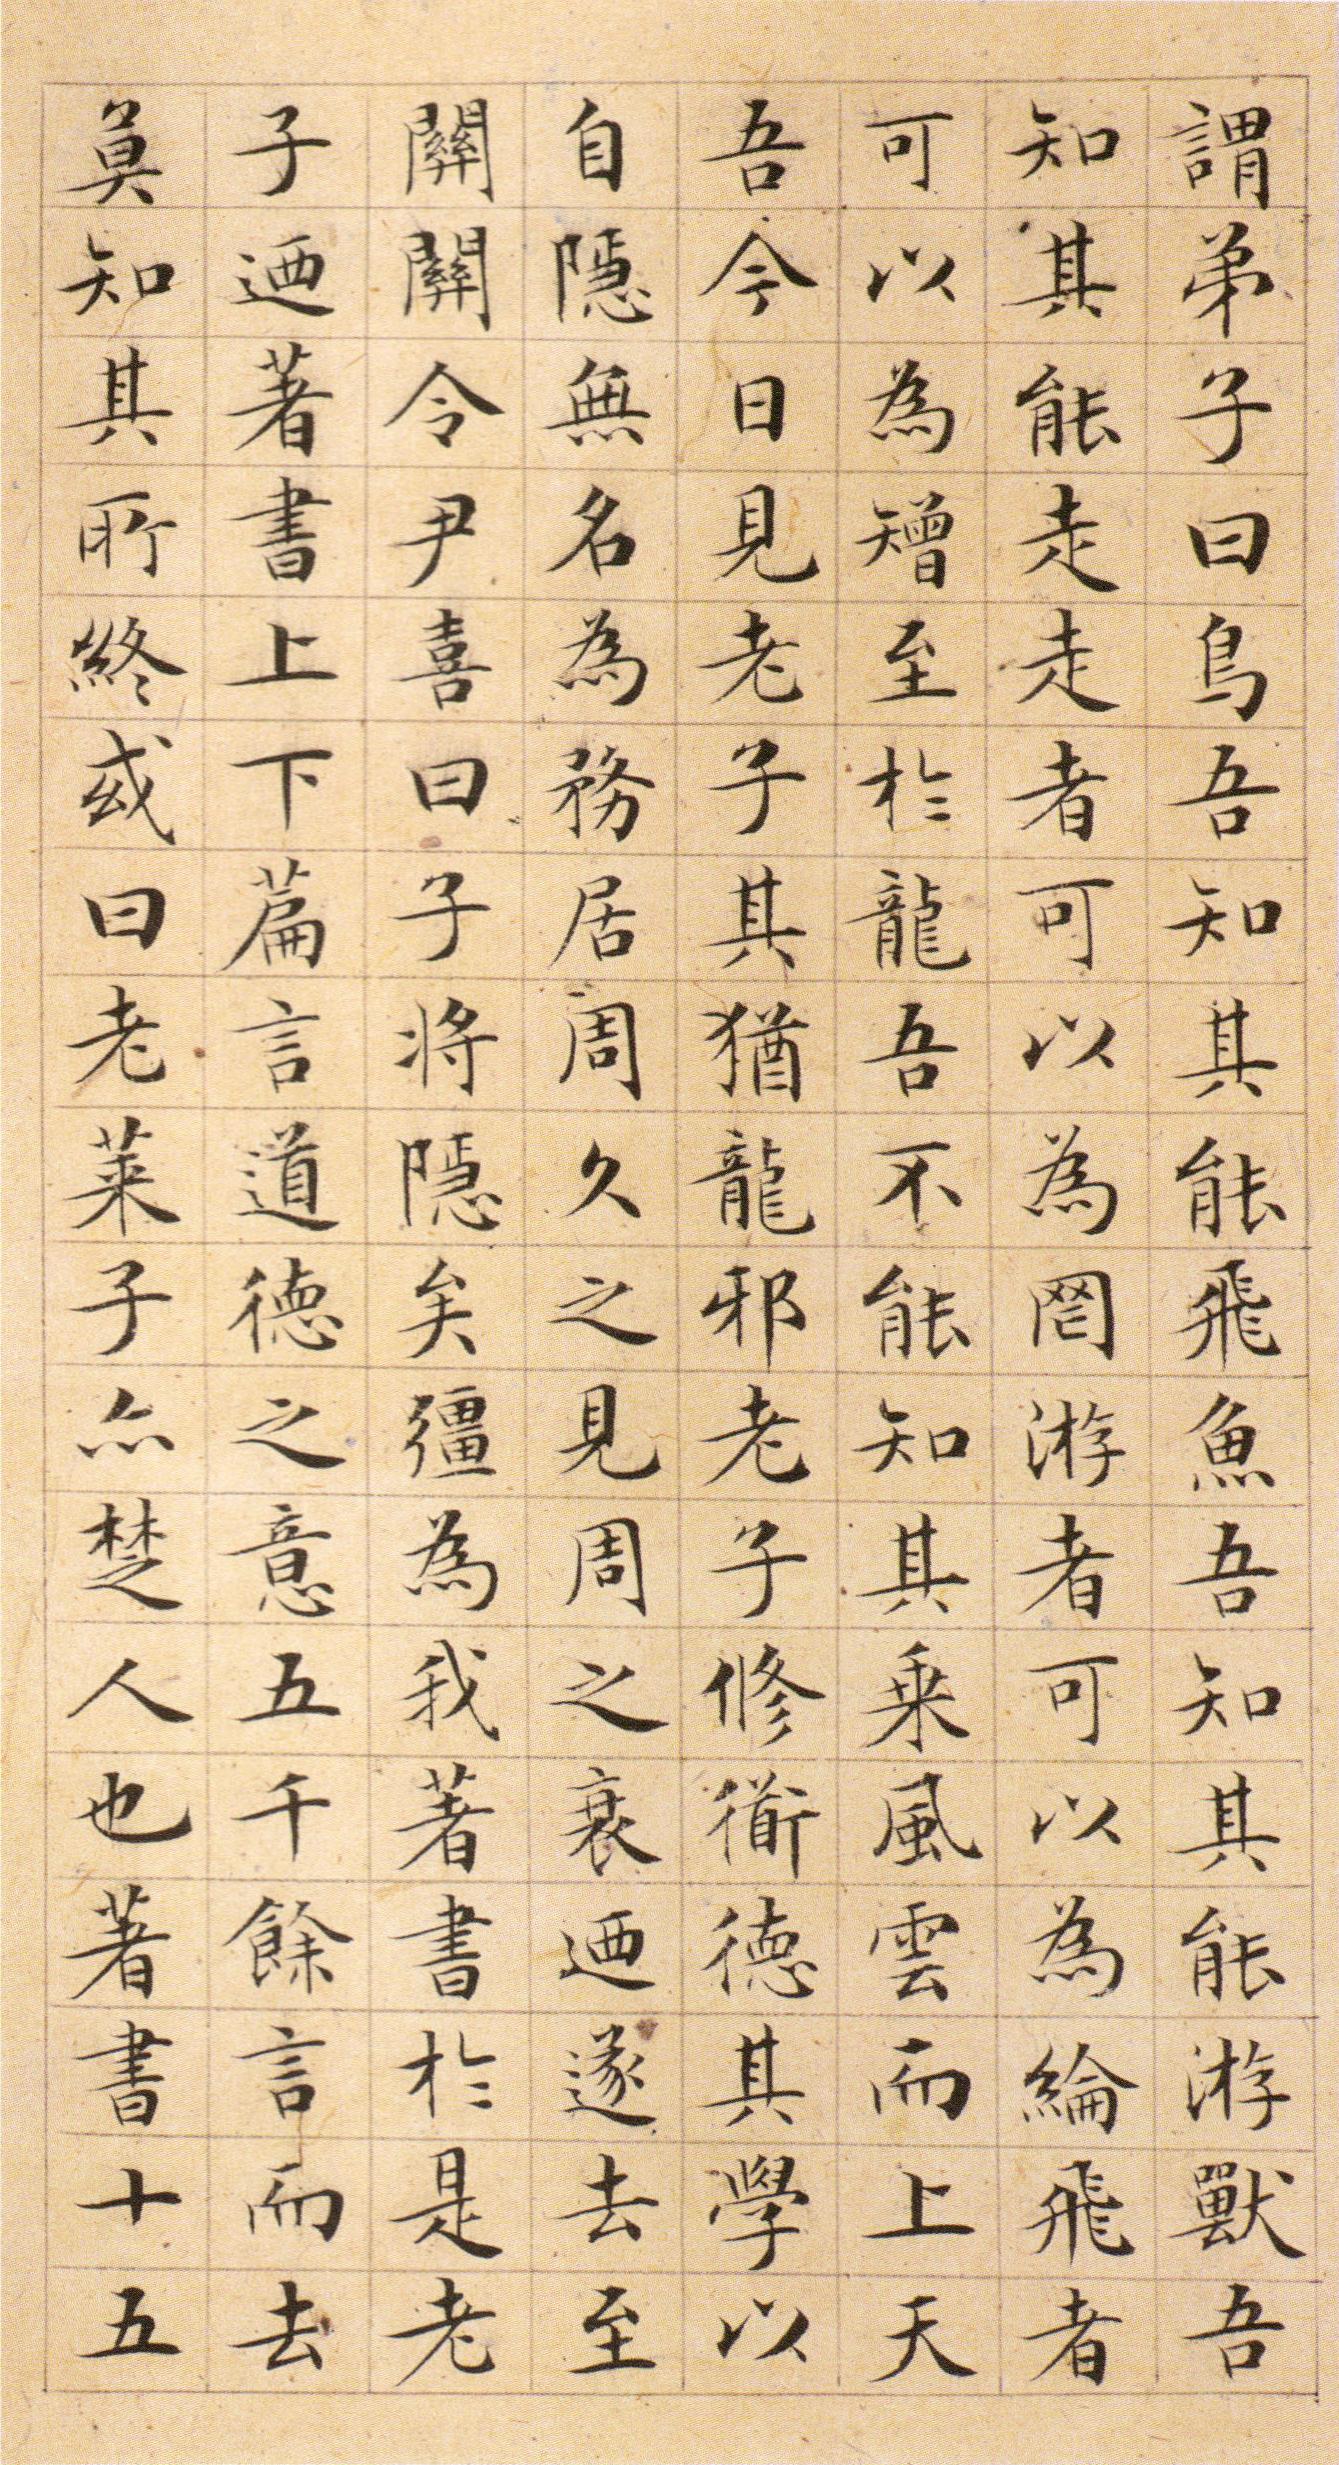 謂弟子曰鳥吾知其能飛魚吾知其能游獸吾
知其能走走者可以為罔游者可以為綸飛者
可以為矰至於龍吾不能知其乘風雲而上天
吾今日見老子其猶龍邪老子修衟德其學以
自隱無名為務居周久之見周之衰迺遂去至
關關令尹喜曰子將隱矣彊為我著書於是老
子迺著書上下篇言道德之意五千餘言而去
莫知其所終或曰老莱子亦楚人也著書十五